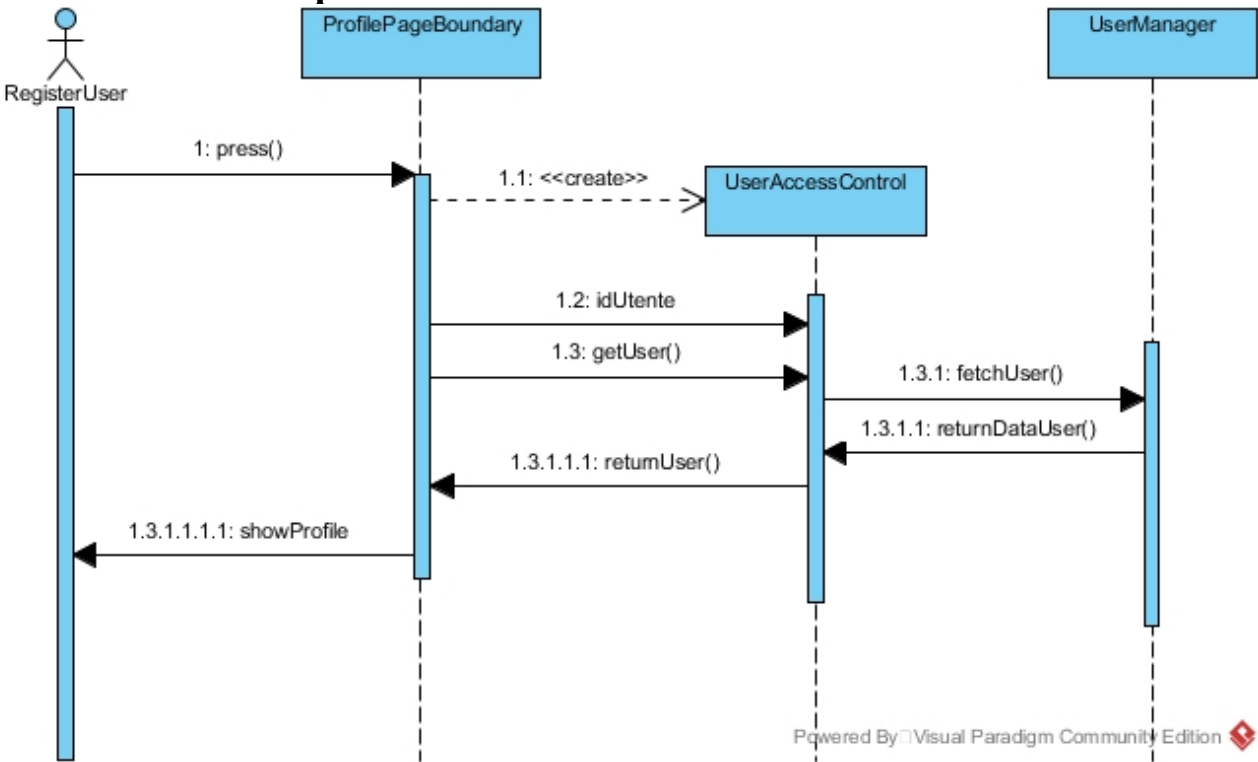 ProfilePageBoundary
UserManager
RegisterUser
1: press()
1.1: <<create>>
UserAccessControl
1.2: idUtente
1.3: getUser()
1.3.1: fetchUser()
1.3.1.1: returnDataUser()
1.3.1.1.1: returnUser()
1.3.1.1.1.1: showProfile
Powered By Visual Paradigm Community Edition